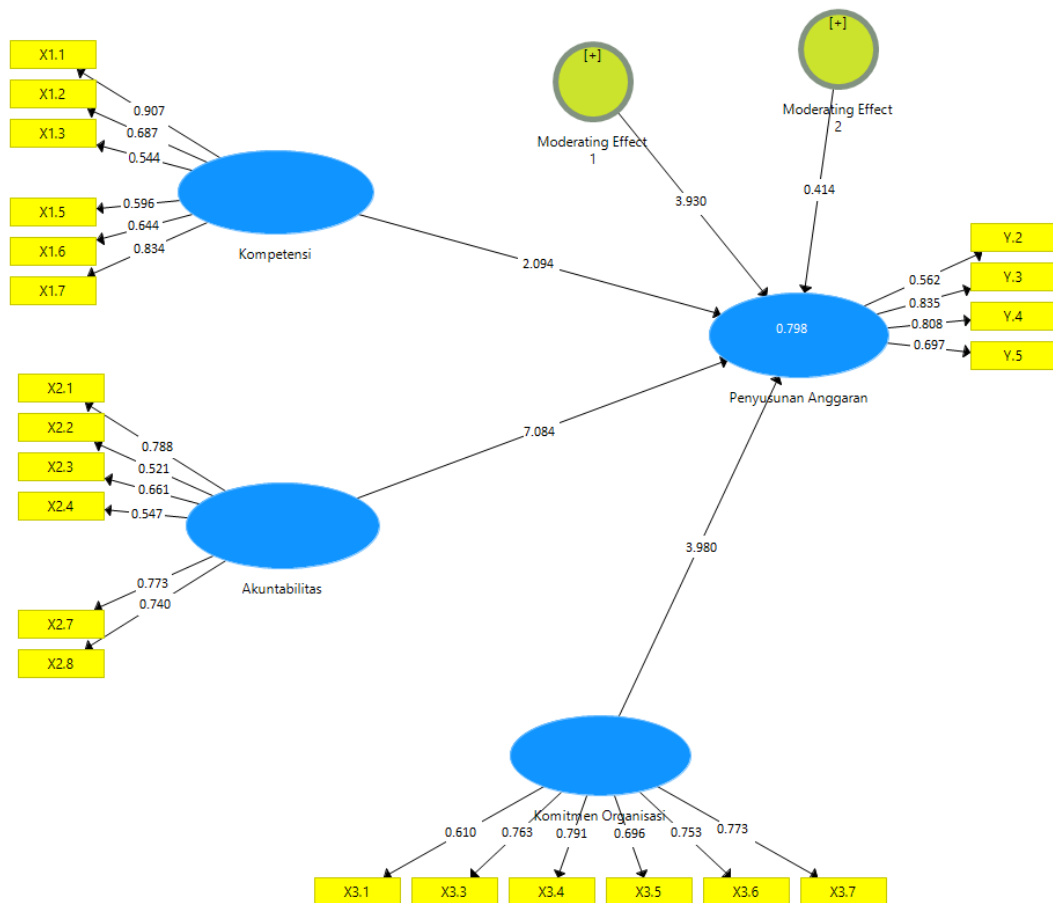 X1.1
X1.2
X1.3
X1.5
X1.6
X1.7
0.907
0.687
0.544
0.596
0.644
0.834
Kompetensi
[+]
Moderating Effect
1
[+]
Moderating Effect
2
3.930
0.414
2.094
0.798
Penyusunan Anggaran
0.562
0.835
0.808
0.697
Y.2
Y.3
Y.4
Y.5
X2.1
X2.2
X2.3
X2.4
X2.7
X2.8
0.788
0.521
0.661
0.547
0.773
0.740
Akuntabilitas
7.084
3.980
Komitmen Organisasi
0.610
0.763
0.791
0.696
0.753
0.773
X3.1
X3.3
X3.4
X3.5
X3.6
X3.7